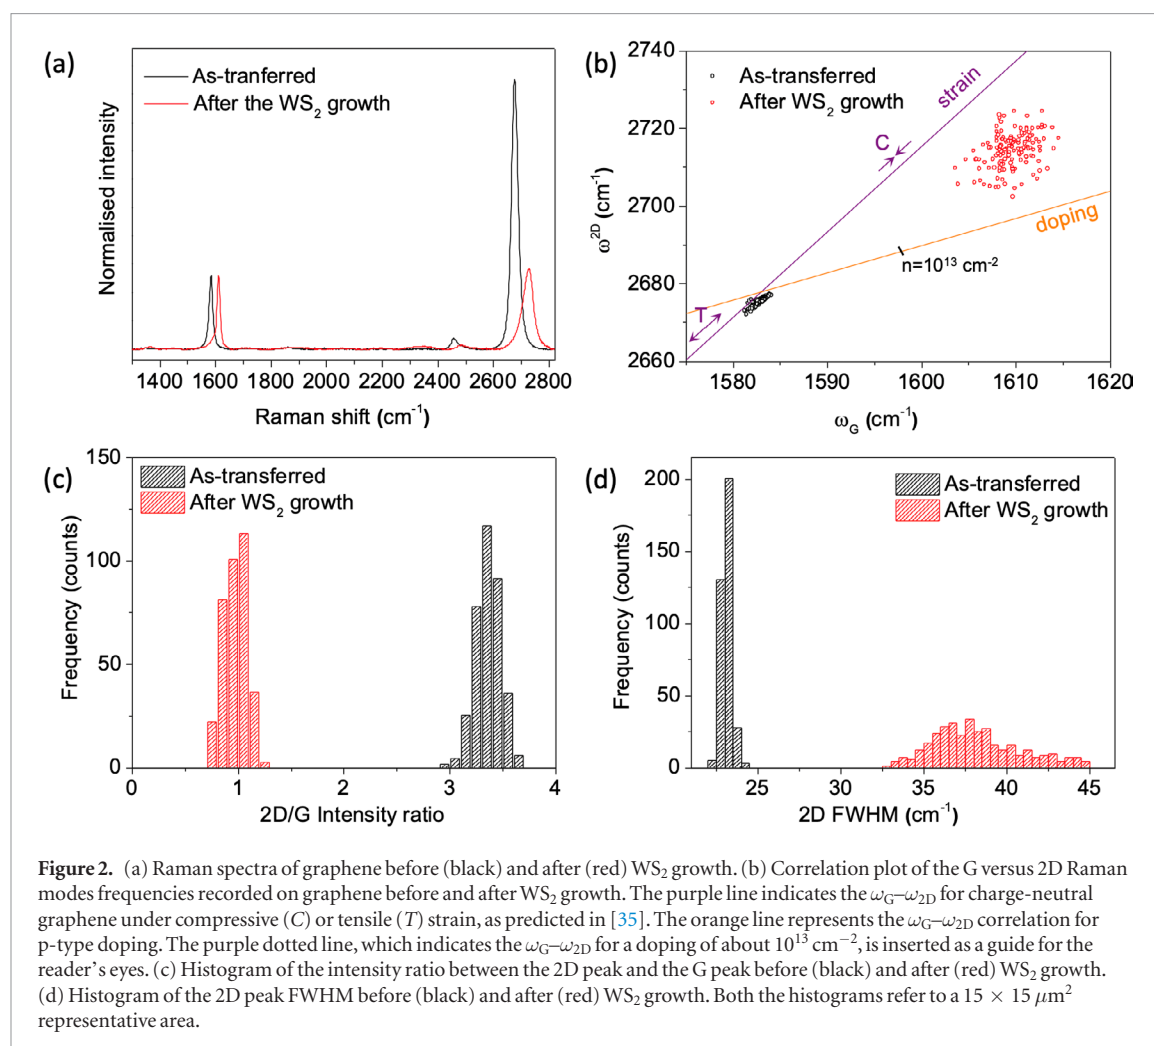 (a)
As-tranferred
After the WS2 growth
Normalised intensity
1400 1600 1800 2000 2200 2400 2600 2800
Raman shift (cm-1)
(b)
As-transferred
After WS2 growth
strain
C
T
doping
n=10^13 cm-2
2740
2720
2700
2680
2660
ω2D (cm-1)
1580 1590 1600 1610 1620
ωG (cm-1)
(c)
As-transferred
After WS2 growth
150
100
50
0
Frequency (counts)
0 1 2 3 4
2D/G Intensity ratio
(d)
As-transferred
After WS2 growth
200
150
100
50
0
Frequency (counts)
25 30 35 40 45
2D FWHM (cm-1)
Figure 2. (a) Raman spectra of graphene before (black) and after (red) WS2 growth. (b) Correlation plot of the G versus 2D Raman
modes frequencies recorded on graphene before and after WS2 growth. The purple line indicates the ωG–ω2D for charge-neutral
graphene under compressive (C) or tensile (T) strain, as predicted in [35]. The orange line represents the ωG–ω2D correlation for
p-type doping. The purple dotted line, which indicates the ωG–ω2D for a doping of about 10^13 cm−2, is inserted as a guide for the
reader's eyes. (c) Histogram of the intensity ratio between the 2D peak and the G peak before (black) and after (red) WS2 growth.
(d) Histogram of the 2D peak FWHM before (black) and after (red) WS2 growth. Both the histograms refer to a 15 × 15 μm2
representative area.